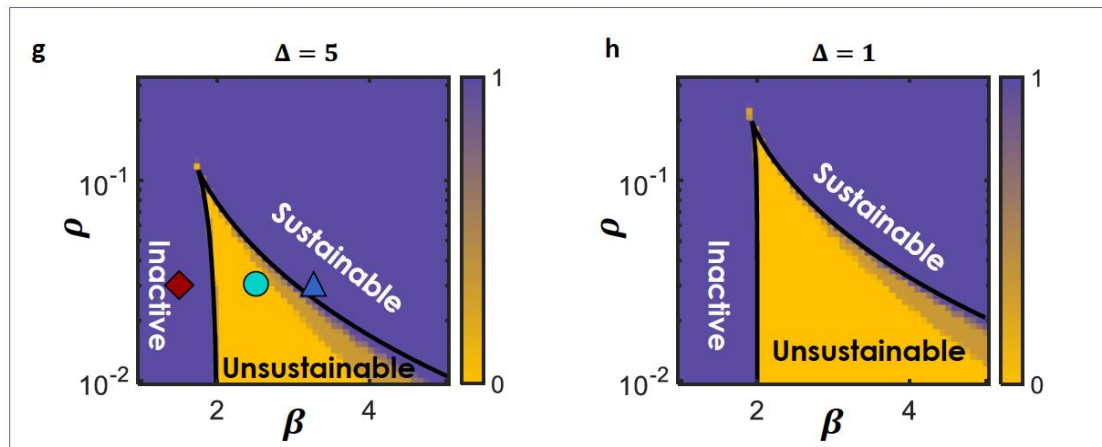 g
Δ = 5
1
0
10⁻¹
10⁻²
ρ
2
4
β
Inactive
Sustainable
Unsustainable
h
Δ = 1
1
0
10⁻¹
10⁻²
ρ
2
4
β
Inactive
Sustainable
Unsustainable